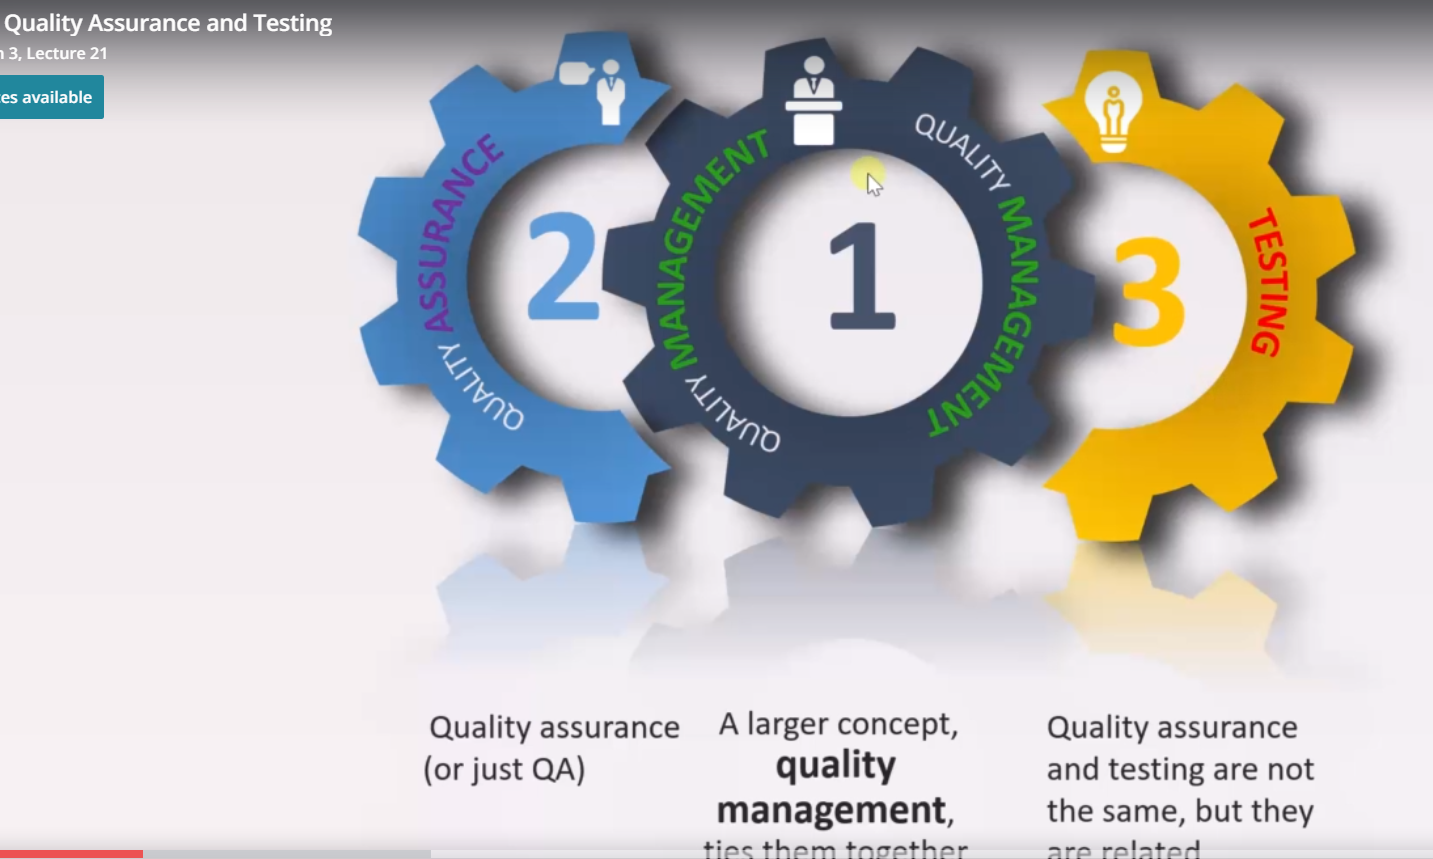 Quality Assurance and Testing
3, Lecture 21
available
QUALITY ASSURANCE
2
QUALITY MANAGEMENT
1
QUALITY MANAGEMENT
3
TESTING
Quality assurance
(or just QA)
A larger concept,
quality
management,
ties them together
Quality assurance
and testing are not
the same, but they
are related